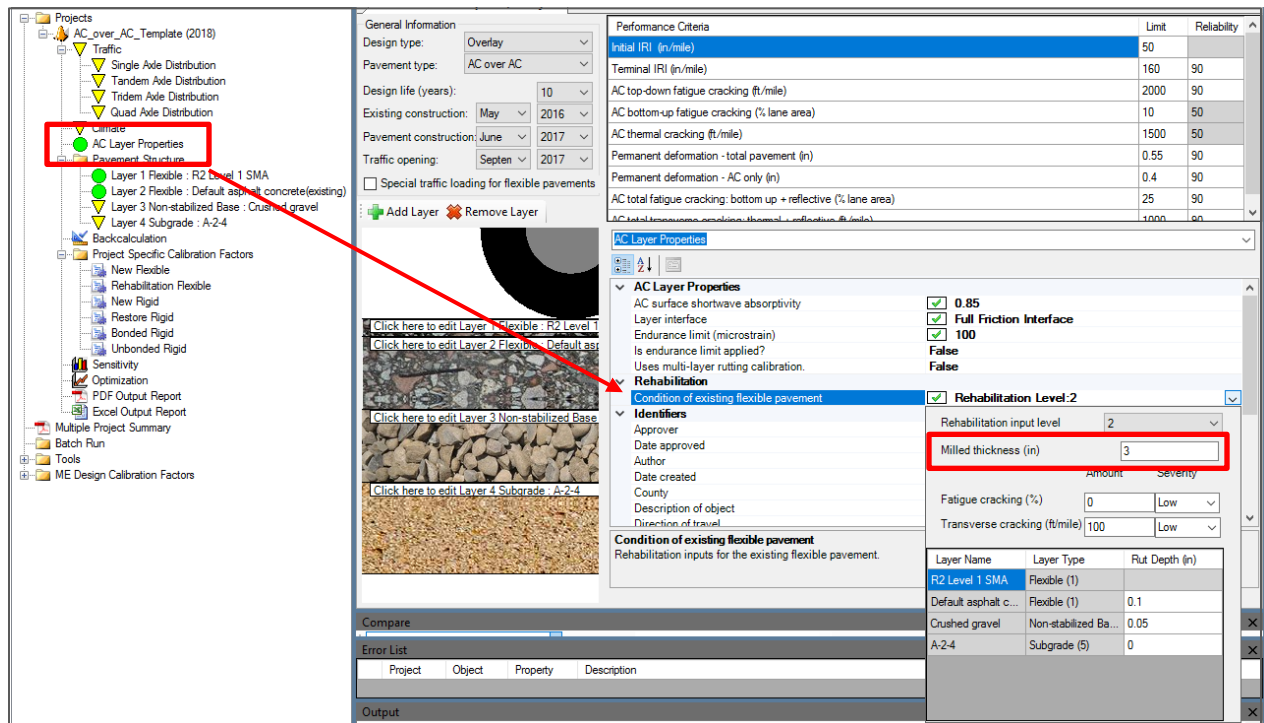 Projects
AC_over_AC_Template (2018)
Traffic
Single Axle Distribution
Tandem Axle Distribution
Tridem Axle Distribution
Quad Axle Distribution
Climate
AC Layer Properties
Pavement Structure
Layer 1 Flexible : R2 Level 1 SMA
Layer 2 Flexible : Default asphalt concrete(existing)
Layer 3 Non-stabilized Base : Crushed gravel
Layer 4 Subgrade : A-2-4
Backcalculation
Project Specific Calibration Factors
New Flexible
Rehabilitation Flexible
New Rigid
Restore Rigid
Bonded Rigid
Unbonded Rigid
Sensitivity
Optimization
PDF Output Report
Excel Output Report
Multiple Project Summary
Batch Run
Tools
ME Design Calibration Factors
General Information
Design type: Overlay
Pavement type: AC over AC
Design life (years): 10
Existing construction: May 2016
Pavement construction: June 2017
Traffic opening: Septen 2017
Special traffic loading for flexible pavements
Add Layer Remove Layer
Click here to edit Layer 1 Flexible : R2 Level 1
Click here to edit Layer 2 Flexible : Default asp
Click here to edit Layer 3 Non-stabilized Base
Click here to edit Layer 4 Subgrade : A-2-4
Performance Criteria Limit Reliability
Initial IRI (in/mile) 50
Terminal IRI (in/mile) 160 90
AC top-down fatigue cracking (ft/mile) 2000 90
AC bottom-up fatigue cracking (% lane area) 10 50
AC thermal cracking (ft/mile) 1500 50
Permanent deformation - total pavement (in) 0.55 90
Permanent deformation - AC only (in) 0.4 90
AC total fatigue cracking: bottom up + reflective (% lane area) 25 90
AC total transverse cracking: thermal + reflective (ft/mile) 1000 90
AC Layer Properties
AC Layer Properties
AC surface shortwave absorptivity 0.85
Layer interface Full Friction Interface
Endurance limit (microstrain) 100
Is endurance limit applied? False
Uses multi-layer rutting calibration. False
Rehabilitation
Condition of existing flexible pavement Rehabilitation Level:2
Identifiers
Approver
Date approved
Author
Date created
County
Description of object
Direction of travel
Condition of existing flexible pavement
Rehabilitation inputs for the existing flexible pavement.
Rehabilitation input level 2
Milled thickness (in) 3
Amount Severity
Fatigue cracking (%) 0 Low
Transverse cracking (ft/mile) 100 Low
Layer Name Layer Type Rut Depth (in)
R2 Level 1 SMA Flexible (1)
Default asphalt c... Flexible (1) 0.1
Crushed gravel Non-stabilized Ba... 0.05
A-2-4 Subgrade (5) 0
Compare
Error List
Project Object Property Description
Output